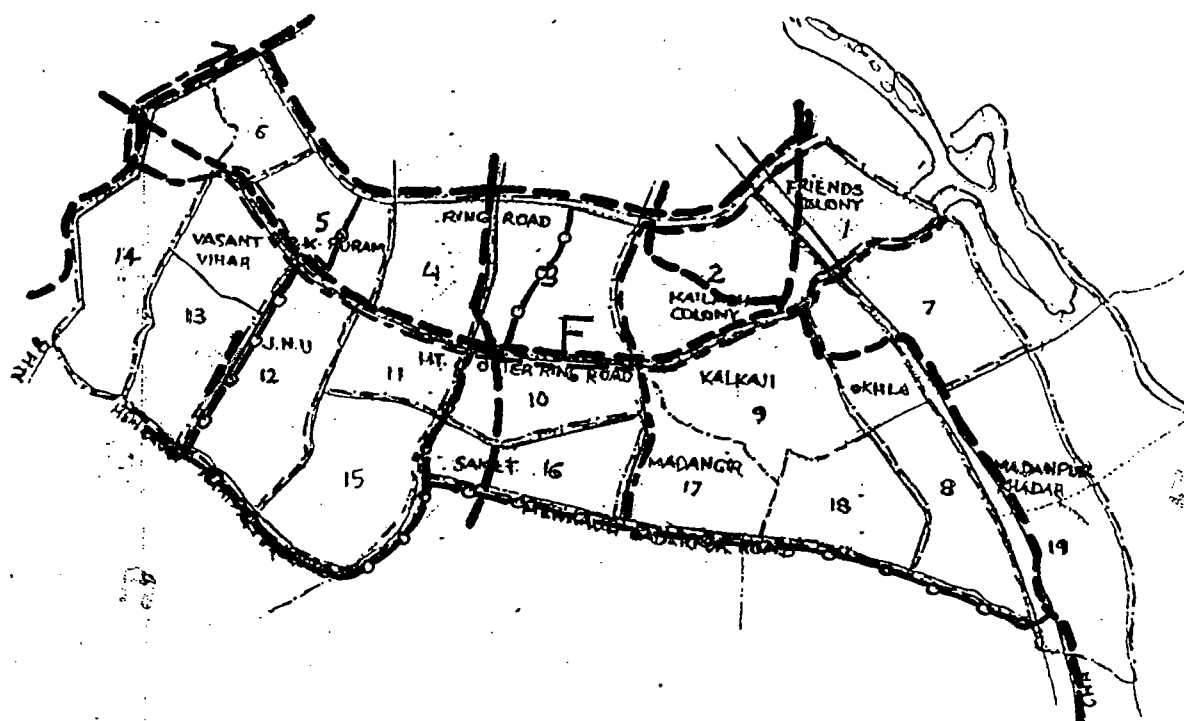 6
FRIENDS
COLONY
1
5
RING ROAD
VASANT
VIHAR
R.K. PURAM
14
4
3
2
KAILASH
COLONY
7
13
F
N.H.8
J.N.U
12
11
OUTER RING ROAD
KALKAJI
10
9
OKHLA
SAKET
16
MADANGIR
17
15
18
8
MADANPUR
KHADAR
BADARPUR ROAD
19